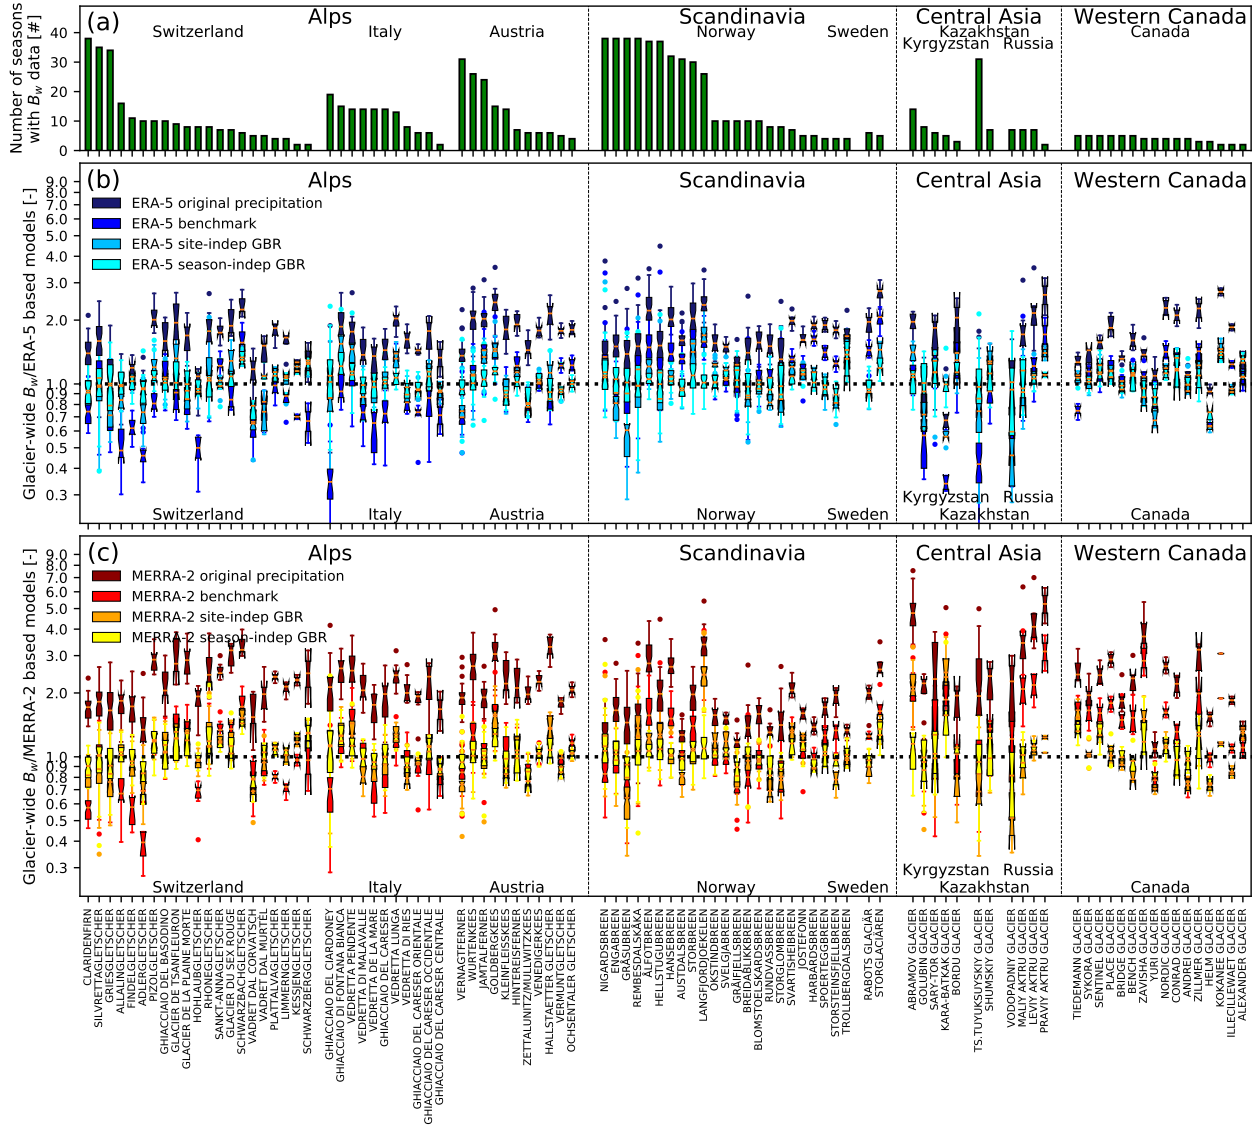 (a)
Alps
Scandinavia
Central Asia
Western Canada
Switzerland
Italy
Austria
Norway
Sweden
Kazakhstan
Kyrgyzstan
Russia
Canada
Number of seasons
with Bw data [#]
40
30
20
10
0
(b)
Alps
Scandinavia
Central Asia
Western Canada
ERA-5 original precipitation
ERA-5 benchmark
ERA-5 site-indep GBR
ERA-5 season-indep GBR
Glacier-wide Bw/ERA-5 based models [-]
9.0
8.0
7.0
6.0
5.0
4.0
3.0
2.0
1.0
0.9
0.8
0.7
0.6
0.5
0.4
0.3
Switzerland
Italy
Austria
Norway
Sweden
Kyrgyzstan
Russia
Kazakhstan
Canada
(c)
Alps
Scandinavia
Central Asia
Western Canada
MERRA-2 original precipitation
MERRA-2 benchmark
MERRA-2 site-indep GBR
MERRA-2 season-indep GBR
Glacier-wide Bw/MERRA-2 based models [-]
9.0
8.0
7.0
6.0
5.0
4.0
3.0
2.0
1.0
0.9
0.8
0.7
0.6
0.5
0.4
0.3
Switzerland
Italy
Austria
Norway
Sweden
Kyrgyzstan
Russia
Kazakhstan
Canada
CLARIDENFIRN
SILVRETTAGLETSCHER
GRIESGLETSCHER
ALLALINGLETSCHER
FINDELGLETSCHER
ADLERGLETSCHER
PIZOLGLETSCHER
GHIACCIAIO DEL BASODINO
GLACIER DE TSANFLEURON
GLACIER DE LA PLAINE MORTE
HOHLAUBGLETSCHER
RHONEGLETSCHER
SANKT-ANNAGLETSCHER
GLACIER DU SEX ROUGE
SCHWARZBACHGLETSCHER
VADRET DAL CORVATSCH
VADRET DAL MURTÈL
PLATTALVAGLETSCHER
LIMMERNGLETSCHER
KESSJENGLETSCHER
SCHWARZBERGGLETSCHER
GHIACCIAIO DEL CIARDONEY
GHIACCIAIO DI FONTANA BIANCA
VEDRETTA PENDENTE
VEDRETTA DI MALAVALLE
VEDRETTA DE LA MARE
GHIACCIAIO DEL CARESER
VEDRETTA LUNGA
VEDRETTA DI RIES
GHIACCIAIO DEL CARESER ORIENTALE
GHIACCIAIO DEL CARESER OCCIDENTALE
GHIACCIAIO DEL CARESER CENTRALE
VERNAGTFERNER
WURTENKEES
JAMTALFERNER
GOLDBERGKEES
KLEINFLEISSKEES
HINTEREISFERNER
ZETTALUNITZ/MULLWITZKEES
VENEDIGERKEES
HALLSTAETTER GLETSCHER
VERMUNTGLETSCHER
OCHSENTALER GLETSCHER
NIGARDSBREEN
ENGABREEN
GRÅSUBREEN
REMBESDALSKÅKA
ÅLFOTBREEN
HELLSTUGUBREEN
HANSEBREEN
AUSTDALSBREEN
STORBREEN
LANGFJORDJOEKELEN
OKSTINDBREEN
SVELGJABREEN
GRÅFJELLSBREEN
BREIDABLIKKBREEN
BLOMSTOELSKARDSBREEN
RUNDVASSBREEN
STORGLOMBREEN
SVARTISHEIBREEN
JOSTEFONN
HARBARDSBREEN
SPOERTEGGBREEN
STORSTEINSFJELLBREEN
TROLLBERGDALSBREEN
RABOTS GLACIÄR
STORGLACIÄREN
ABRAMOV GLACIER
GOLUBIN GLACIER
SARY-TOR GLACIER
KARA-BATKAK GLACIER
BORDU GLACIER
TS.TUYUKSUYSKIY GLACIER
SHUMSKIY GLACIER
VODOPADNIY GLACIER
MALIY AKTRU GLACIER
LEVIY AKTRU GLACIER
PRAVIY AKTRU GLACIER
TIEDEMANN GLACIER
SYKORA GLACIER
SENTINEL GLACIER
PLACE GLACIER
BRIDGE GLACIER
BENCH GLACIER
ZAVISHA GLACIER
YURI GLACIER
NORDIC GLACIER
CONRAD GLACIER
ANDREI GLACIER
ZILLMER GLACIER
HELM GLACIER
KOKANEE GLACIER
ILLECILLEWAET GLACIER
ALEXANDER GLACIER